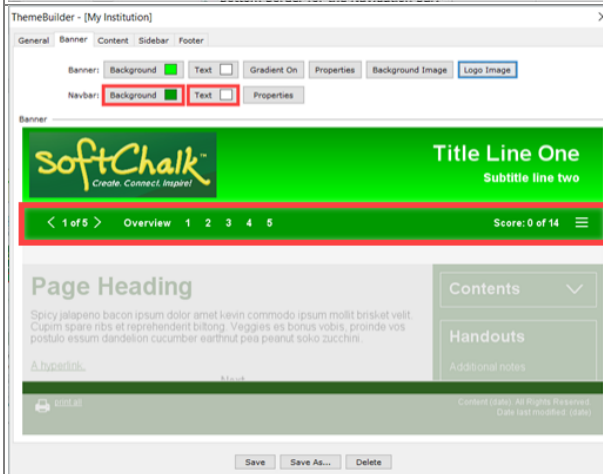 ThemeBuilder - [My Institution]
General Banner Content Sidebar Footer
Banner: Background Text Gradient On Properties Background Image Logo Image
Navbar: Background Text Properties
Banner
SoftChalk™
Create. Connect. Inspire!
Title Line One
Subtitle line two
< 1 of 5 > Overview 1 2 3 4 5 Score: 0 of 14
Page Heading
Spicy jalapeno bacon ipsum dolor amet kevin commodo ipsum mollit brisket velit.
Cupim spare ribs et reprehenderit biltong. Veggies es bonus vobis, proinde vos
postulo essum dandelion cucumber earthnut pea peanut soko zucchini.
A hyperlink.
Next
Contents
Handouts
Additional notes
print all
Content (date). All Rights Reserved.
Date last modified: (date)
Save Save As... Delete